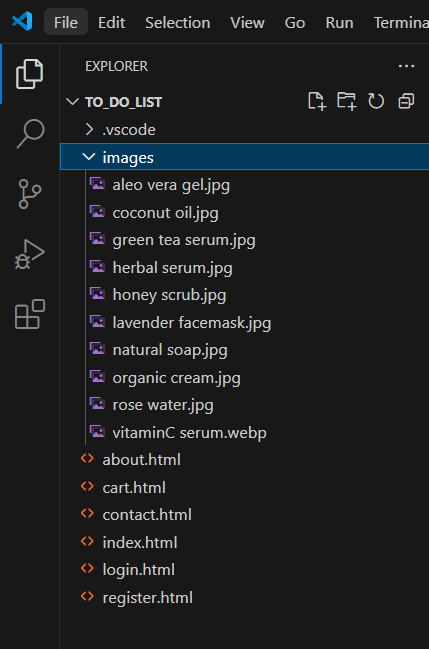 File Edit Selection View Go Run Termina
EXPLORER
TO_DO_LIST
.vscode
images
aleo vera gel.jpg
coconut oil.jpg
green tea serum.jpg
herbal serum.jpg
honey scrub.jpg
lavender facemask.jpg
natural soap.jpg
organic cream.jpg
rose water.jpg
vitaminC serum.webp
about.html
cart.html
contact.html
index.html
login.html
register.html